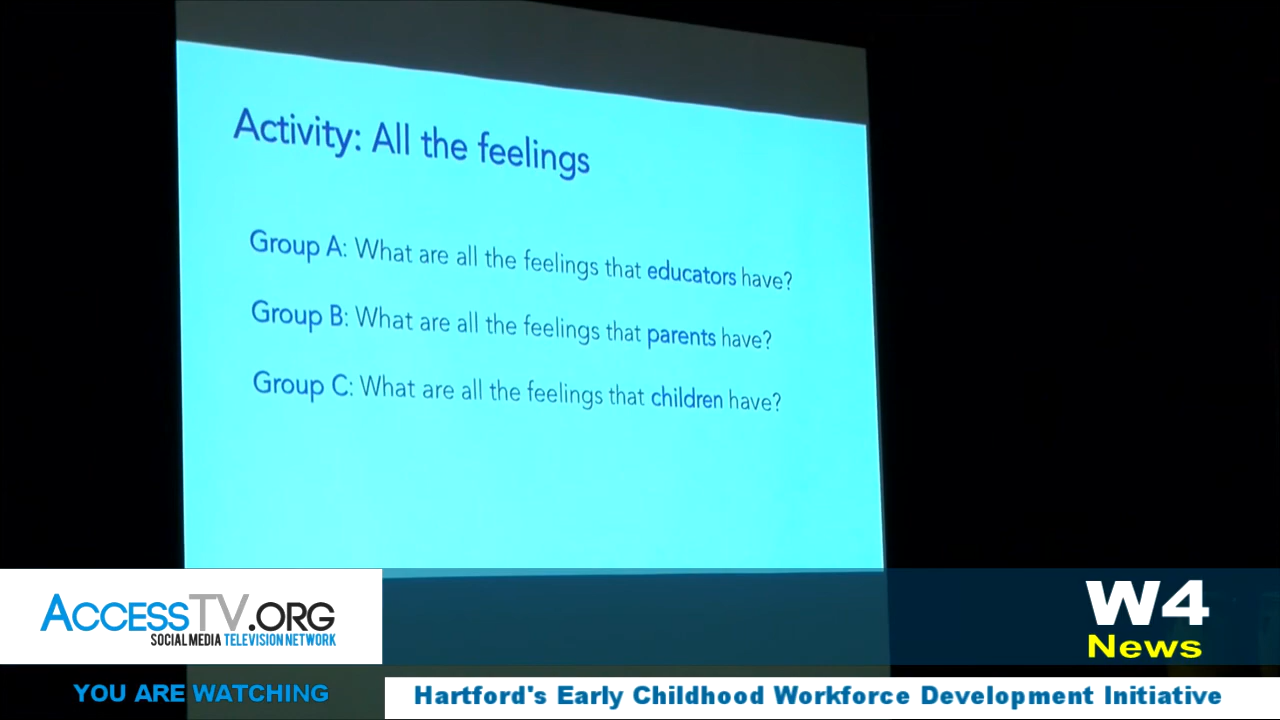 Activity: All the feelings
Group A: What are all the feelings that educators have?
Group B: What are all the feelings that parents have?
Group C: What are all the feelings that children have?
ACCESSTV.ORG
SOCIAL MEDIA TELEVISION NETWORK
W4
News
YOU ARE WATCHING
Hartford's Early Childhood Workforce Development Initiative